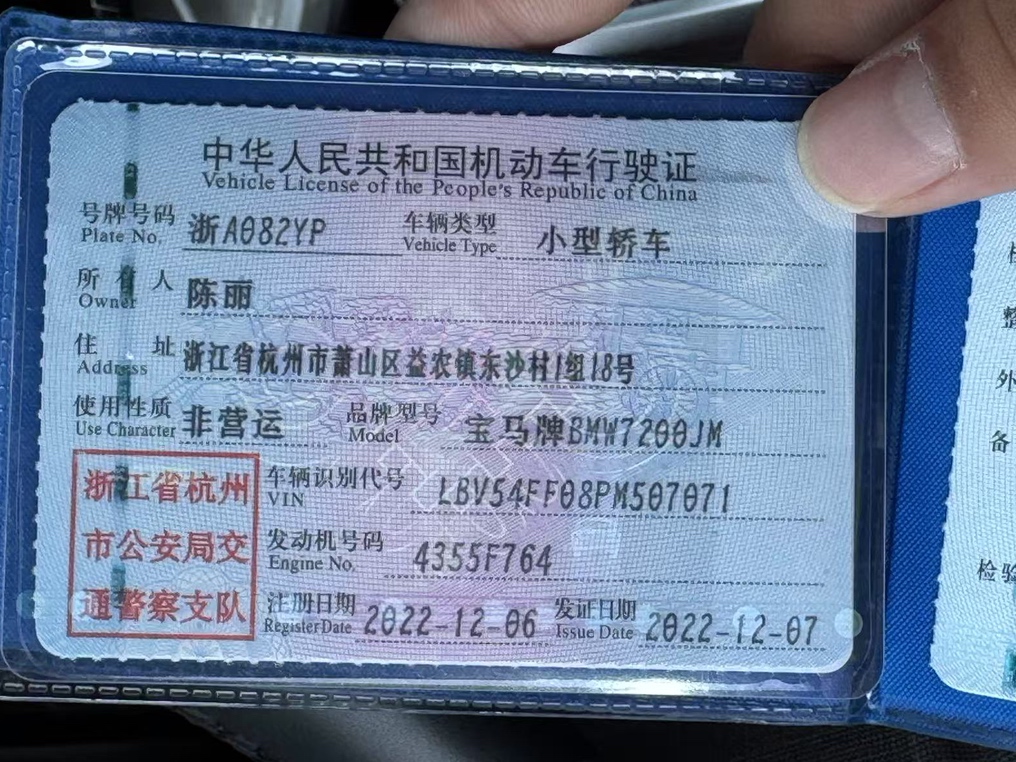 中华人民共和国机动车行驶证
Vehicle License of the People's Republic of China
号牌号码 浙A082YP 车辆类型 小型轿车
Plate No. Vehicle Type
所有人 陈丽
Owner
住址 浙江省杭州市萧山区益农镇东沙村1组18号
Address
使用性质 非营运 品牌型号 宝马牌BMW7200JM
Use Character Model
浙江省杭州
市公安局交
通警察支队
车辆识别代号 LBV54FF08PM507071
VIN
发动机号码 4355F764
Engine No.
注册日期 2022-12-06 发证日期 2022-12-07
Register Date Issue Date
整
外
备
检验